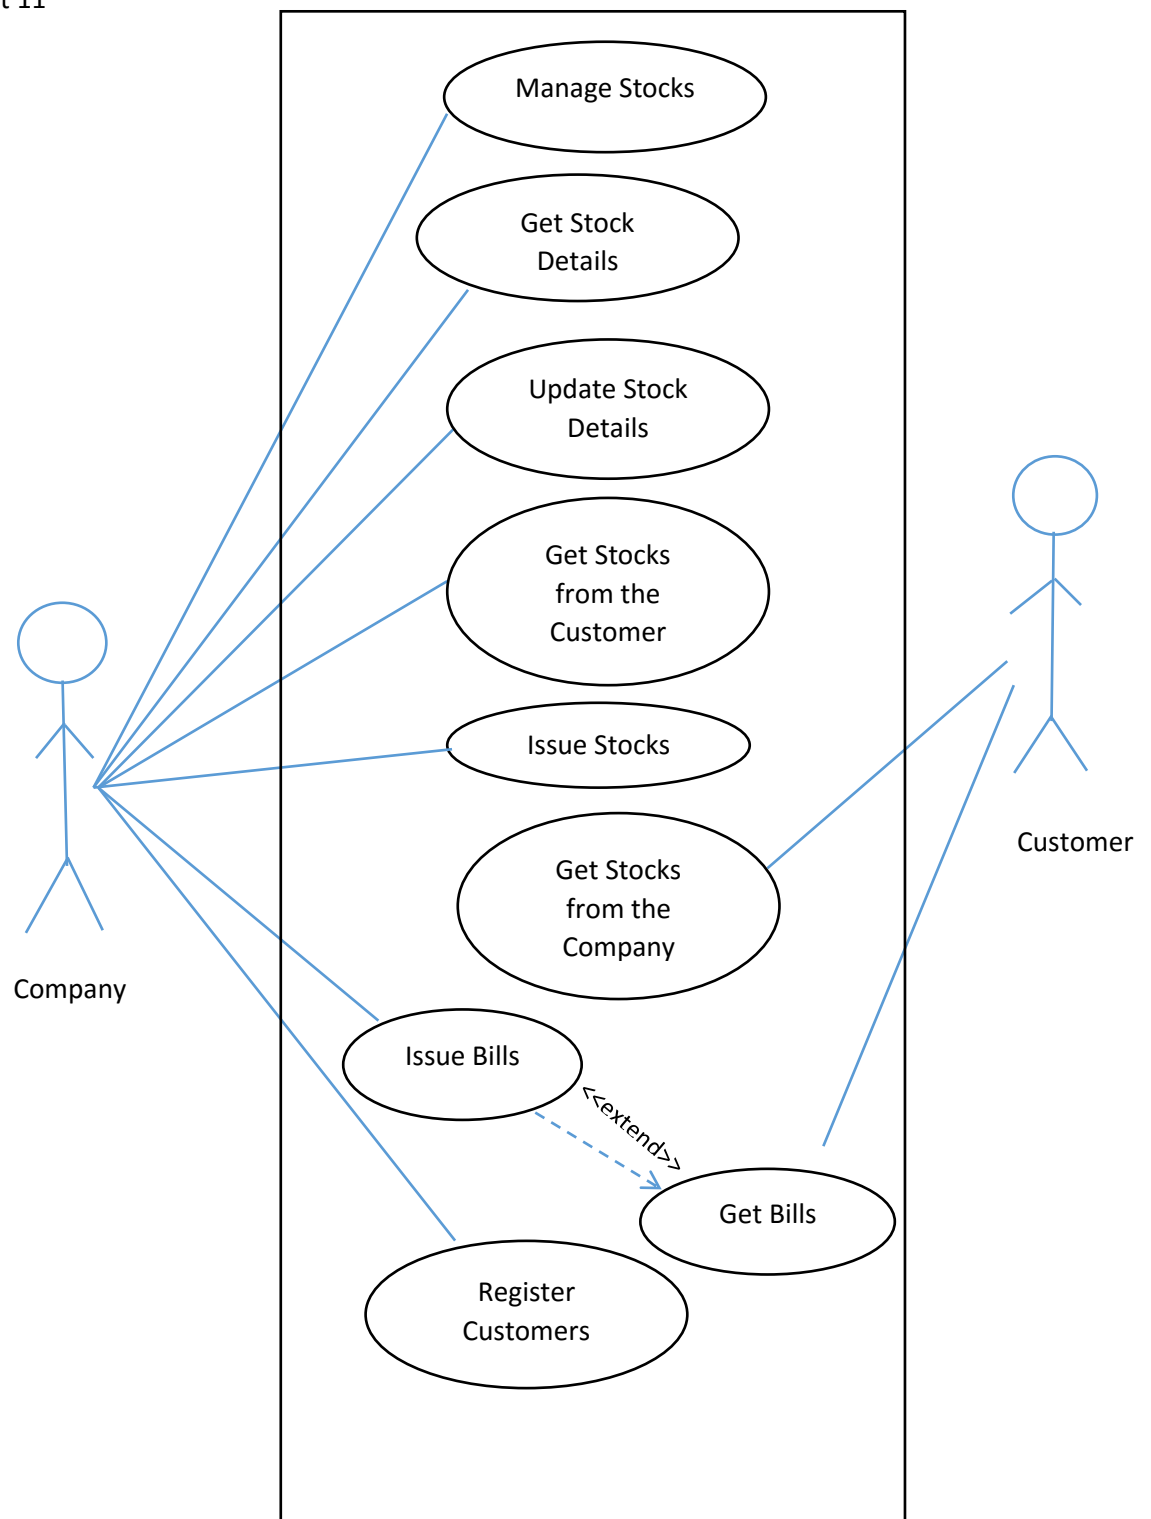 t 11
Manage Stocks
Get Stock
Details
Update Stock
Details
Get Stocks
from the
Customer
Issue Stocks
Customer
Get Stocks
from the
Company
Company
Issue Bills
<<extend>>
Get Bills
Register
Customers